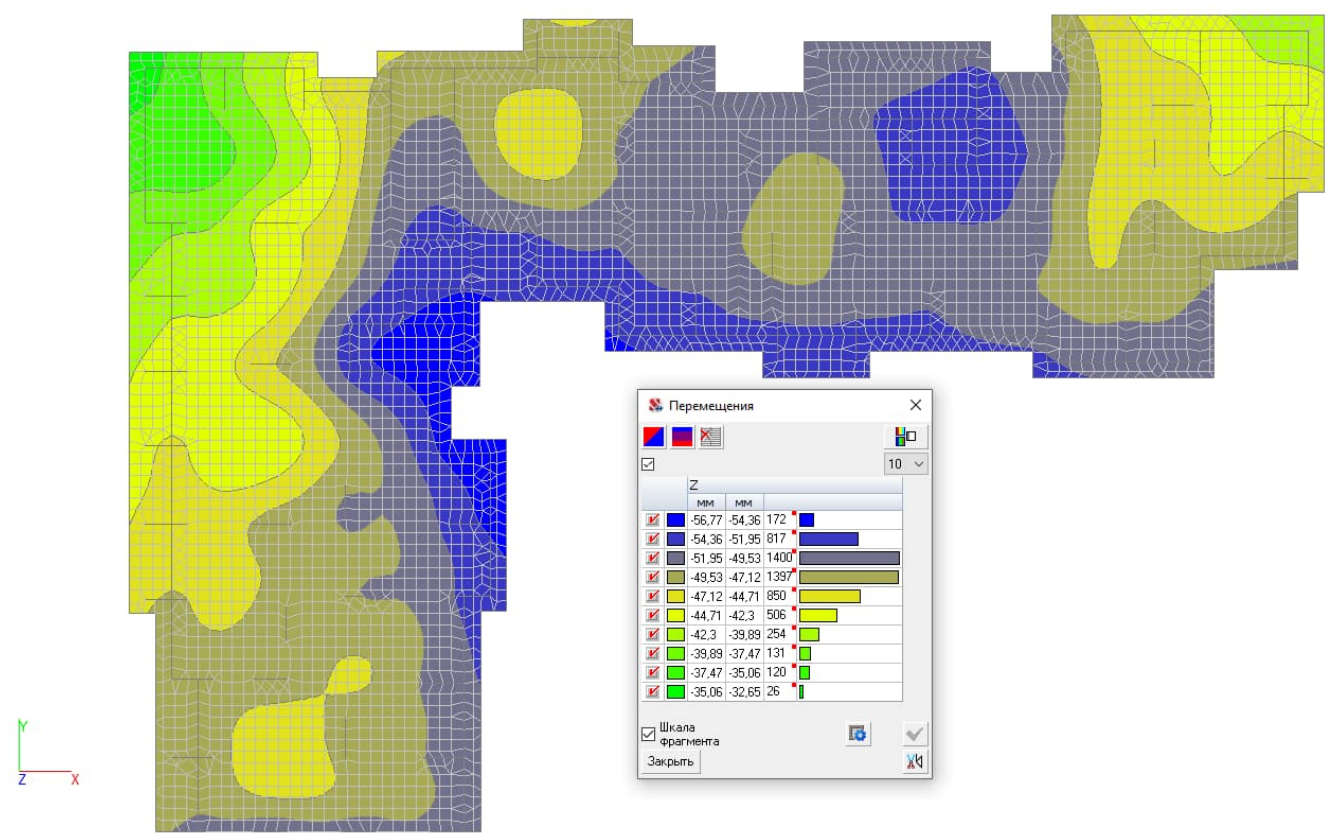 Перемещения
10
Z
мм мм
-56,77 -54,36 172
-54,36 -51,95 817
-51,95 -49,53 1400
-49,53 -47,12 1397
-47,12 -44,71 850
-44,71 -42,3 506
-42,3 -39,89 254
-39,89 -37,47 131
-37,47 -35,06 120
-35,06 -32,65 26
Шкала
фрагмента
Закрыть
Y
Z X